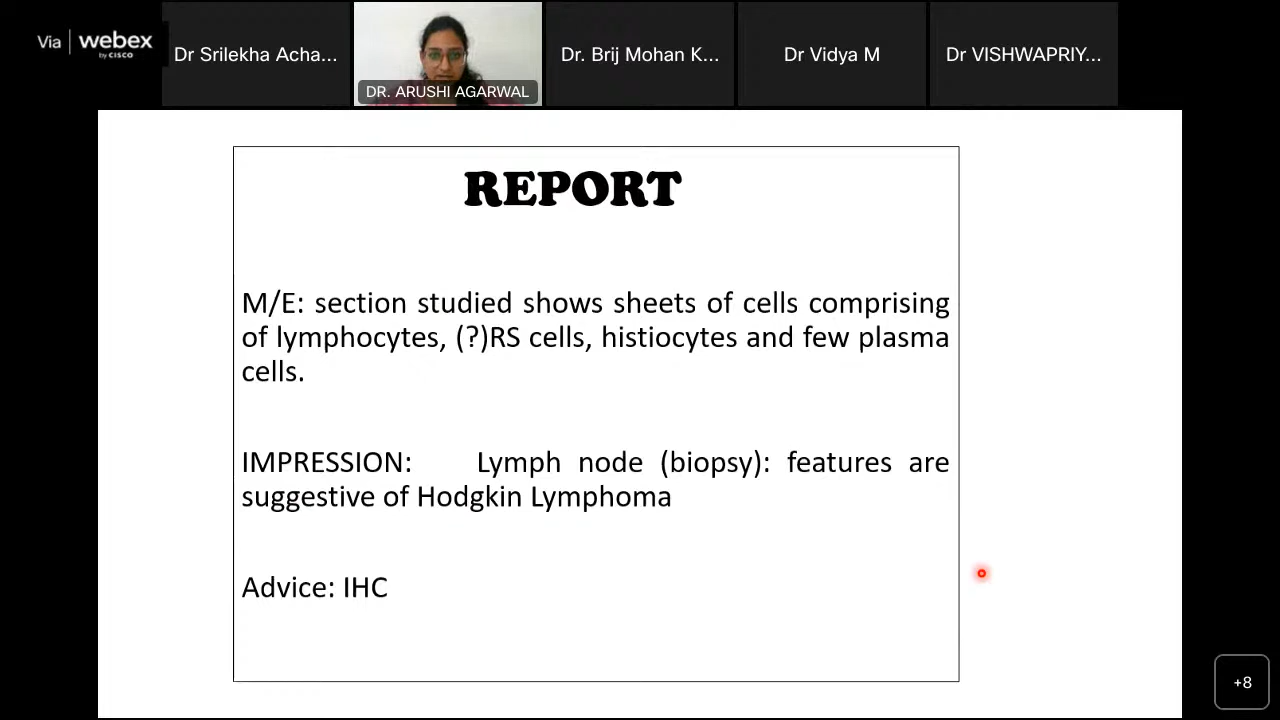 Via webex
by CISCO
Dr Srilekha Acha...
DR. ARUSHI AGARWAL
Dr. Brij Mohan K...
Dr Vidya M
Dr VISHWAPRIY...
REPORT
M/E: section studied shows sheets of cells comprising
of lymphocytes, (?)RS cells, histiocytes and few plasma
cells.
IMPRESSION: Lymph node (biopsy): features are
suggestive of Hodgkin Lymphoma
Advice: IHC
+8